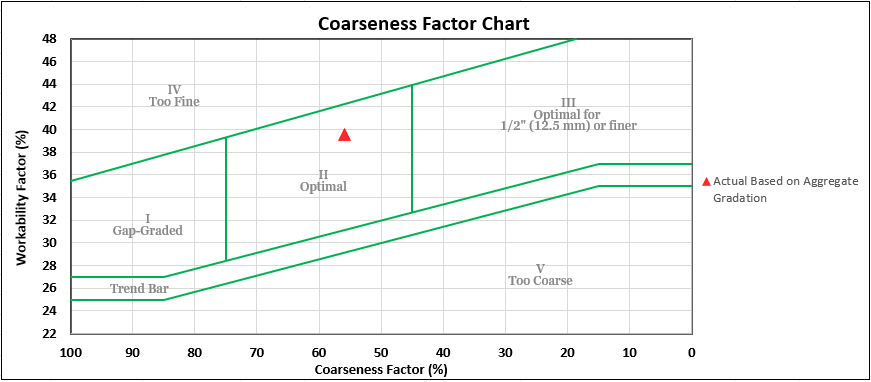 Coarseness Factor Chart
48
46
44
42
40
38
36
34
32
30
28
26
24
22
Workability Factor (%)
IV
Too Fine
III
Optimal for
1/2" (12.5 mm) or finer
II
Optimal
I
Gap-Graded
Trend Bar
V
Too Coarse
▲ Actual Based on Aggregate
Gradation
100 90 80 70 60 50 40 30 20 10 0
Coarseness Factor (%)